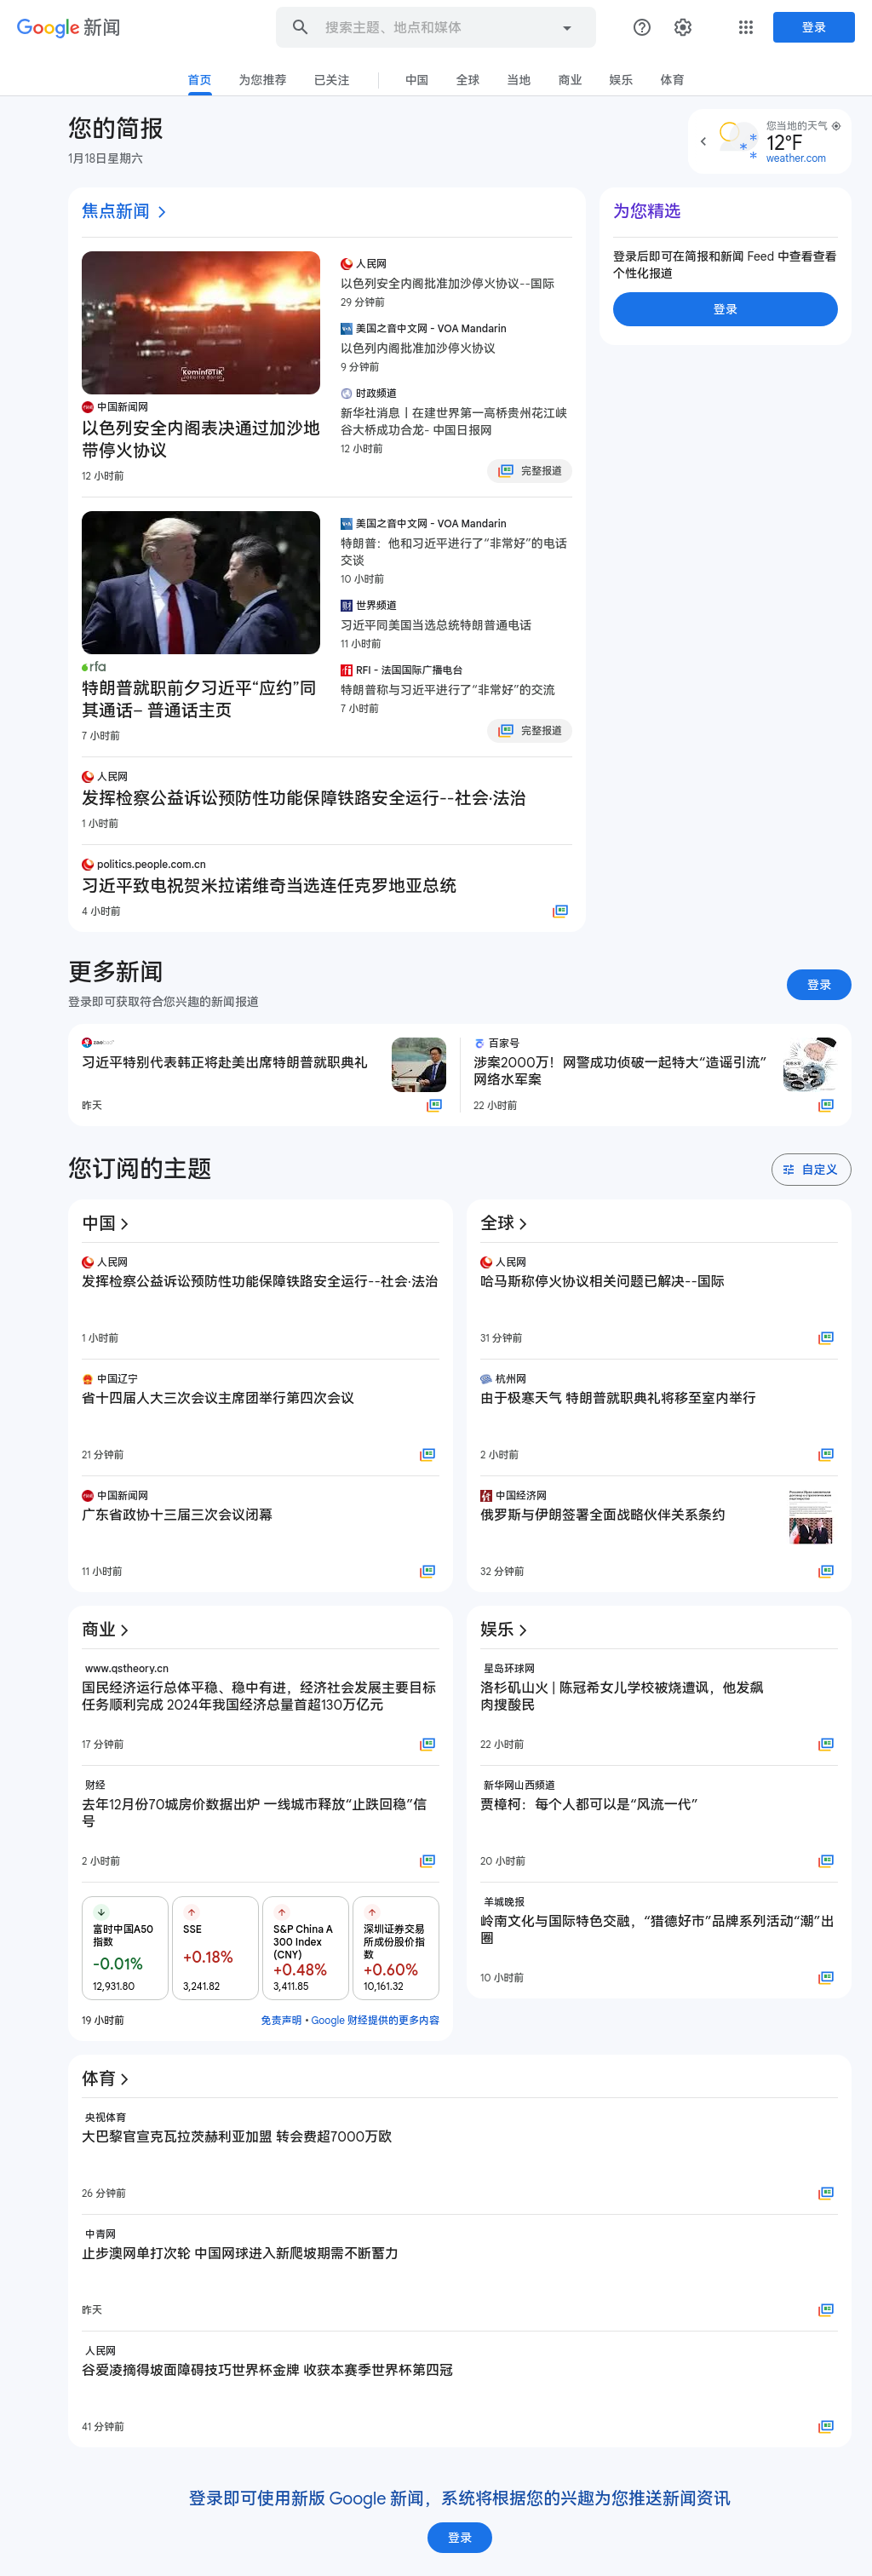 Google 新闻
搜索主题、地点和媒体
登录
首页
为您推荐
已关注
中国
全球
当地
商业
娱乐
体育
您的简报
1月18日星期六
您当地的天气
12°F
weather.com
焦点新闻
Kominfotik
中国新闻网
以色列安全内阁表决通过加沙地
带停火协议
12 小时前
人民网
以色列安全内阁批准加沙停火协议--国际
29 分钟前
美国之音中文网 - VOA Mandarin
以色列内阁批准加沙停火协议
9 分钟前
时政频道
新华社消息丨在建世界第一高桥贵州花江峡
谷大桥成功合龙- 中国日报网
12 小时前
完整报道
rfa
特朗普就职前夕习近平“应约”同
其通话– 普通话主页
7 小时前
美国之音中文网 - VOA Mandarin
特朗普：他和习近平进行了“非常好”的电话
交谈
10 小时前
世界频道
习近平同美国当选总统特朗普通电话
11 小时前
RFI - 法国国际广播电台
特朗普称与习近平进行了“非常好”的交流
7 小时前
完整报道
人民网
发挥检察公益诉讼预防性功能保障铁路安全运行--社会·法治
1 小时前
politics.people.com.cn
习近平致电祝贺米拉诺维奇当选连任克罗地亚总统
4 小时前
为您精选
登录后即可在简报和新闻 Feed 中查看查看
个性化报道
登录
更多新闻
登录即可获取符合您兴趣的新闻报道
登录
习近平特别代表韩正将赴美出席特朗普就职典礼
昨天
百家号
涉案2000万！网警成功侦破一起特大“造谣引流”
网络水军案
22 小时前
您订阅的主题
自定义
中国
人民网
发挥检察公益诉讼预防性功能保障铁路安全运行--社会·法治
1 小时前
中国辽宁
省十四届人大三次会议主席团举行第四次会议
21 分钟前
中国新闻网
广东省政协十三届三次会议闭幕
11 小时前
全球
人民网
哈马斯称停火协议相关问题已解决--国际
31 分钟前
杭州网
由于极寒天气 特朗普就职典礼将移至室内举行
2 小时前
中国经济网
俄罗斯与伊朗签署全面战略伙伴关系条约
32 分钟前
商业
www.qstheory.cn
国民经济运行总体平稳、稳中有进，经济社会发展主要目标
任务顺利完成 2024年我国经济总量首超130万亿元
17 分钟前
财经
去年12月份70城房价数据出炉 一线城市释放“止跌回稳”信
号
2 小时前
富时中国A50
指数
-0.01%
12,931.80
SSE
+0.18%
3,241.82
S&P China A
300 Index
(CNY)
+0.48%
3,411.85
深圳证券交易
所成份股价指
数
+0.60%
10,161.32
19 小时前
免责声明 • Google 财经提供的更多内容
娱乐
星岛环球网
洛杉矶山火 | 陈冠希女儿学校被烧遭讽，他发飙
肉搜酸民
22 小时前
新华网山西频道
贾樟柯：每个人都可以是“风流一代”
20 小时前
羊城晚报
岭南文化与国际特色交融，“猎德好市”品牌系列活动“潮”出
圈
10 小时前
体育
央视体育
大巴黎官宣克瓦拉茨赫利亚加盟 转会费超7000万欧
26 分钟前
中青网
止步澳网单打次轮 中国网球进入新爬坡期需不断蓄力
昨天
人民网
谷爱凌摘得坡面障碍技巧世界杯金牌 收获本赛季世界杯第四冠
41 分钟前
登录即可使用新版 Google 新闻，系统将根据您的兴趣为您推送新闻资讯
登录